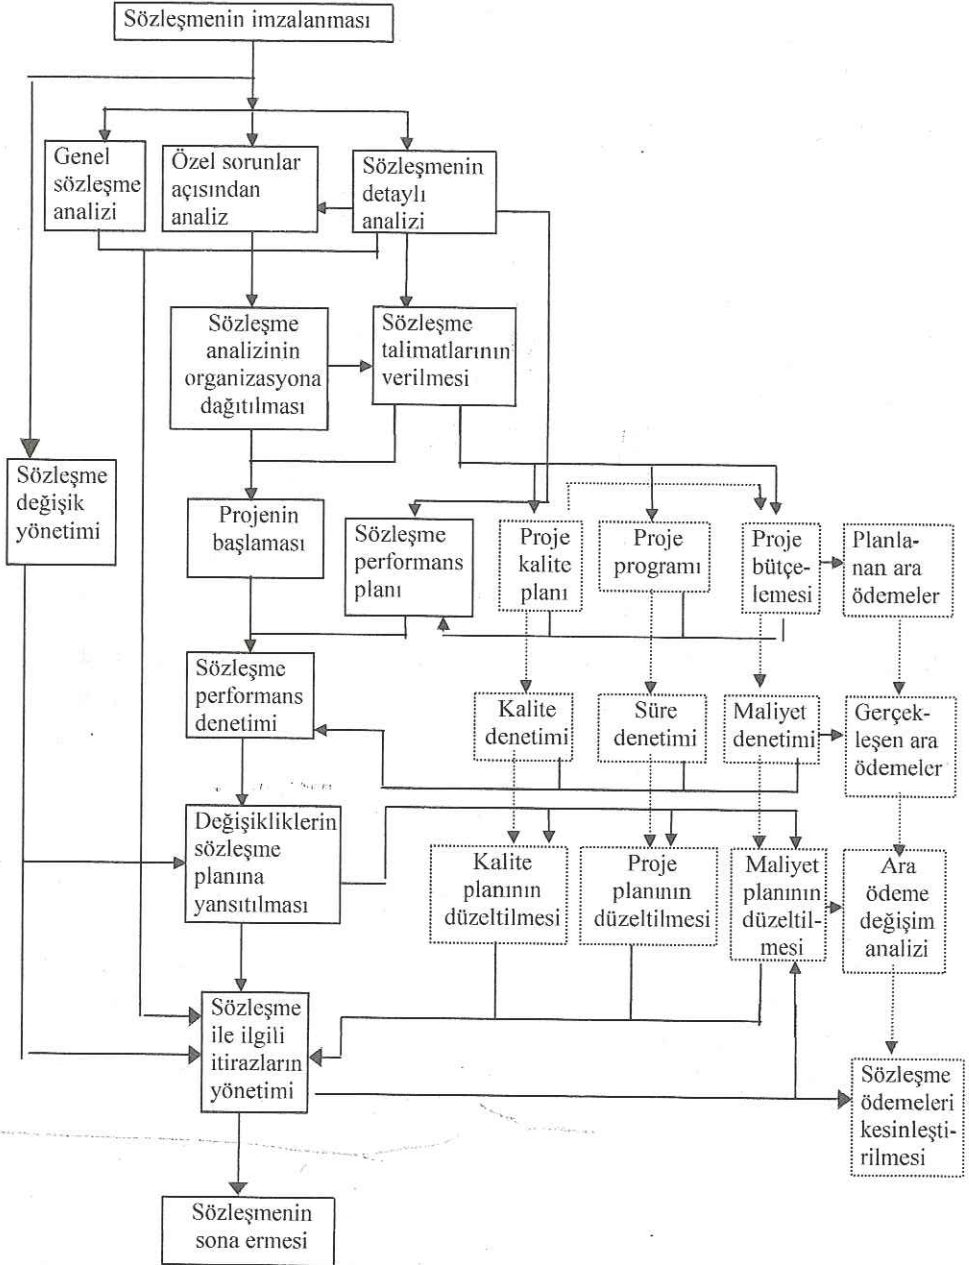 Sözleşmenin imzalanması
Genel
sözleşme
analizi
Özel sorunlar
açısından
analiz
Sözleşmenin
detaylı
analizi
Sözleşme
analizinin
organizasyona
dağıtılması
Sözleşme
talimatlarının
verilmesi
Sözleşme
değişik
yönetimi
Projenin
başlaması
Sözleşme
performans
planı
Proje
kalite
planı
Proje
programı
Proje
bütçe-
lemesi
Planla-
nan ara
ödemeler
Sözleşme
performans
denetimi
Kalite
denetimi
Süre
denetimi
Maliyet
denetimi
Gerçek-
leşen ara
ödemeler
Değişikliklerin
sözleşme
planına
yansıtılması
Kalite
planının
düzeltilmesi
Proje
planının
düzeltilmesi
Maliyet
planının
düzeltil-
mesi
Ara
ödeme
değişim
analizi
Sözleşme
ile ilgili
itirazların
yönetimi
Sözleşme
ödemeleri
kesinleşti-
rilmesi
Sözleşmenin
sona ermesi